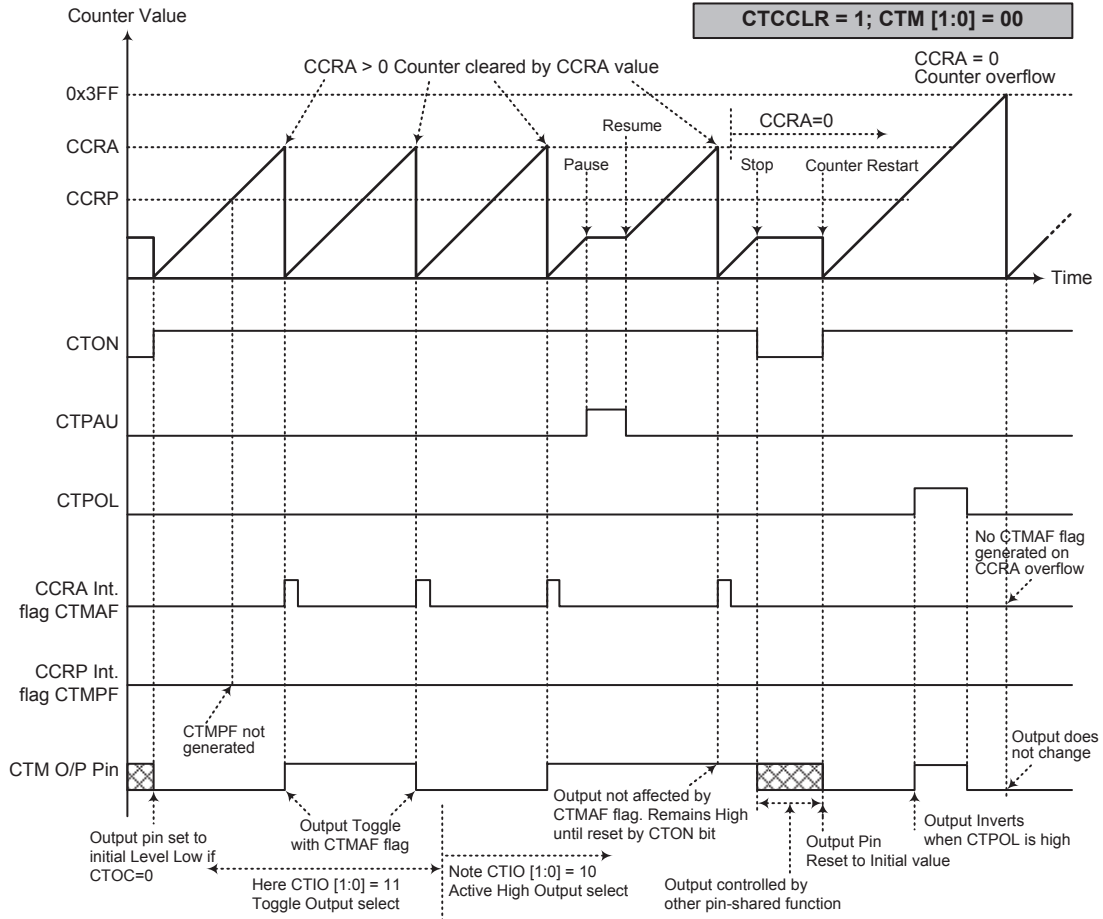 Counter Value
CTCCLR = 1; CTM [1:0] = 00
CCRA > 0 Counter cleared by CCRA value
CCRA = 0
Counter overflow
0x3FF
CCRA
CCRP
Resume
CCRA=0
Pause
Stop
Counter Restart
Time
CTON
CTPAU
CTPOL
No CTMAF flag
generated on
CCRA overflow
CCRA Int.
flag CTMAF
CCRP Int.
flag CTMPF
CTMPF not
generated
Output does
not change
CTM O/P Pin
Output pin set to
initial Level Low if
CTOC=0
Output Toggle
with CTMAF flag
Output not affected by
CTMAF flag. Remains High
until reset by CTON bit
Output Pin
Reset to Initial value
Output Inverts
when CTPOL is high
Here CTIO [1:0] = 11
Toggle Output select
Note CTIO [1:0] = 10
Active High Output select
Output controlled by
other pin-shared function